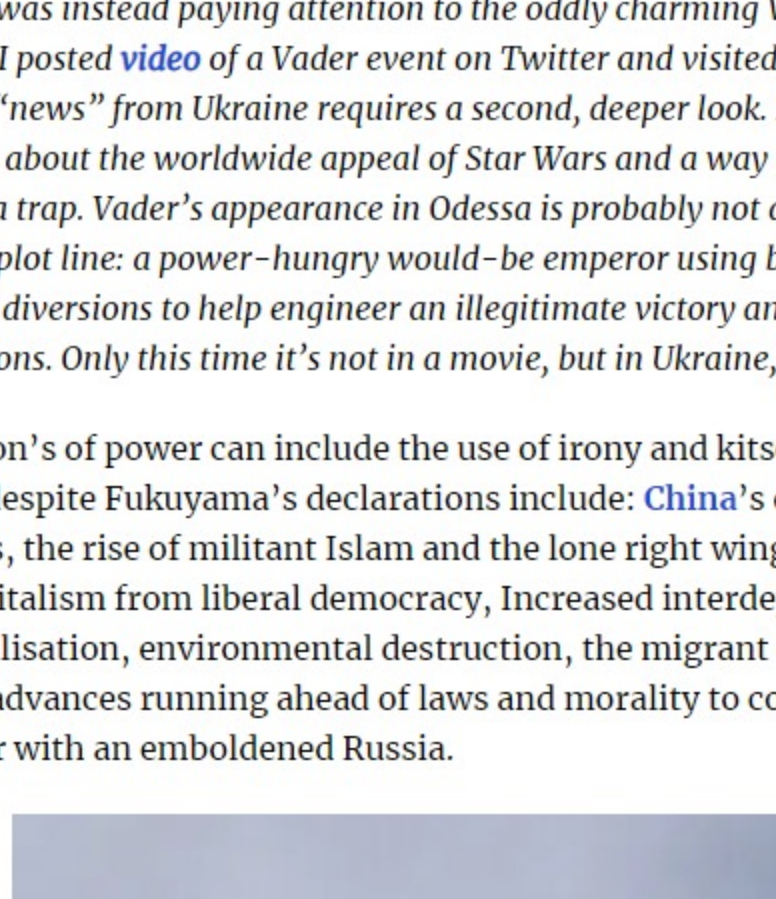 was instead paying attention to the oddly charming
I posted video of a Vader event on Twitter and visited
“news” from Ukraine requires a second, deeper look.
about the worldwide appeal of Star Wars and a way
a trap. Vader’s appearance in Odessa is probably not
plot line: a power-hungry would-be emperor using
diversions to help engineer an illegitimate victory
ons. Only this time it’s not in a movie, but in Ukraine,
on’s of power can include the use of irony and
despite Fukuyama’s declarations include: China’s
, the rise of militant Islam and the lone right wing
italism from liberal democracy, Increased
lisation, environmental destruction, the migrant
advances running ahead of laws and morality to
with an emboldened Russia.